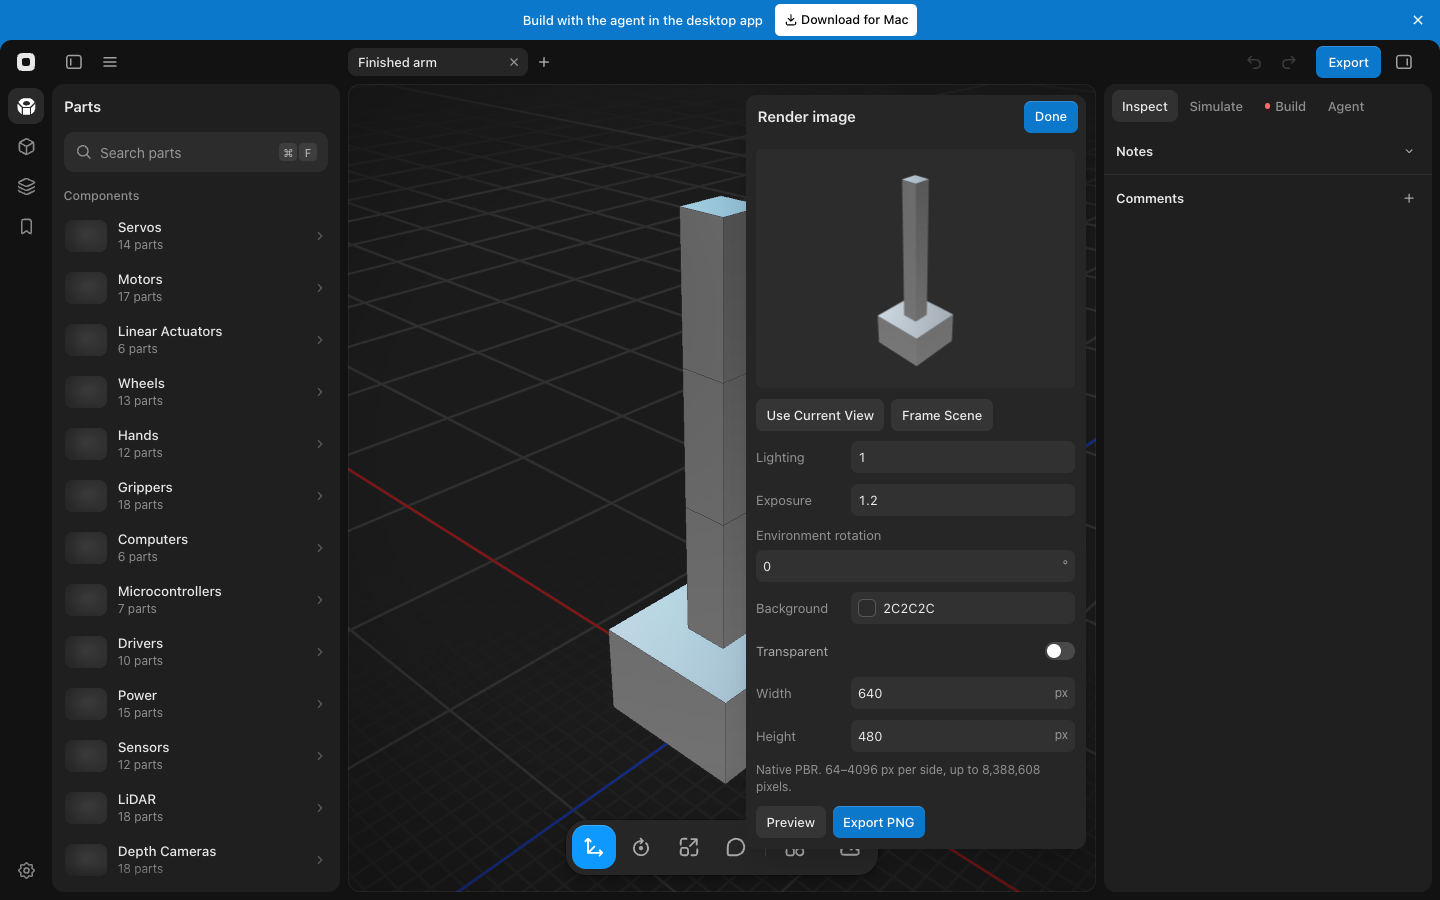 Build with the agent in the desktop app
Download for Mac
Finished arm
Export
Parts
Search parts
⌘ F
Components
Servos
14 parts
Motors
17 parts
Linear Actuators
6 parts
Wheels
13 parts
Hands
12 parts
Grippers
18 parts
Computers
6 parts
Microcontrollers
7 parts
Drivers
10 parts
Power
15 parts
Sensors
12 parts
LiDAR
18 parts
Depth Cameras
18 parts
Render image
Done
Use Current View
Frame Scene
Lighting
1
Exposure
1.2
Environment rotation
0 °
Background
2C2C2C
Transparent
Width
640 px
Height
480 px
Native PBR. 64–4096 px per side, up to 8,388,608
pixels.
Preview
Export PNG
Inspect
Simulate
Build
Agent
Notes
Comments